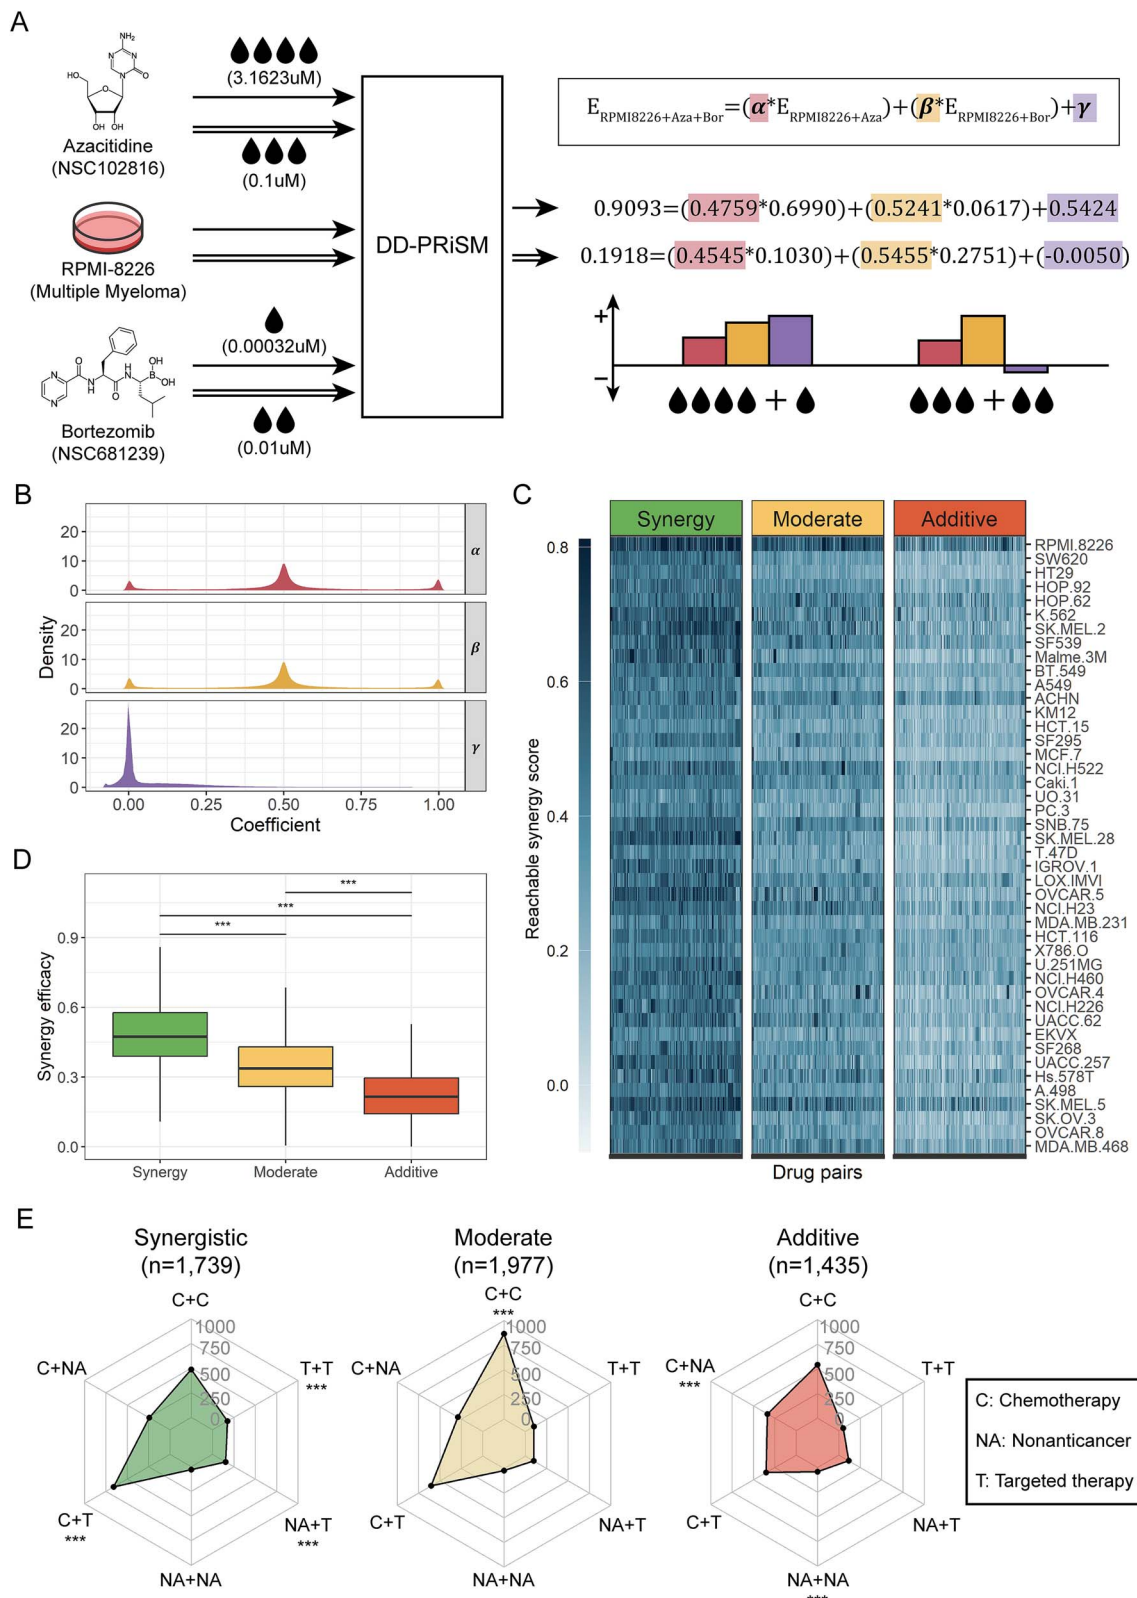 A
NH₂
N
N
N
O
HO
O
OH OH
Azacitidine
(NSC102816)
(3.1623uM)
(0.1uM)
RPMI-8226
(Multiple Myeloma)
DD-PRiSM
(0.00032uM)
(0.01uM)
N
N
O
H
N
N
H
O
OH
B
OH
Bortezomib
(NSC681239)
E_RPMI8226+Aza+Bor=(α*E_RPMI8226+Aza)+(β*E_RPMI8226+Bor)+γ
0.9093=(0.4759*0.6990)+(0.5241*0.0617)+0.5424
0.1918=(0.4545*0.1030)+(0.5455*0.2751)+(-0.0050)
+
−
+
+
B
Density
20
10
0
α
20
10
0
β
20
10
0
γ
0.00 0.25 0.50 0.75 1.00
Coefficient
C
Synergy Moderate Additive
Reachable synergy score
0.8
0.6
0.4
0.2
0.0
RPMI.8226
SW620
HT29
HOP.92
HOP.62
K.562
SK.MEL.2
SF539
Malme.3M
BT.549
A549
ACHN
KM12
HCT.15
SF295
MCF.7
NCI.H522
Caki.1
UO.31
PC.3
SNB.75
SK.MEL.28
T.47D
IGROV.1
LOX.IMVI
OVCAR.5
NCI.H23
MDA.MB.231
HCT.116
X786.O
U.251MG
NCI.H460
OVCAR.4
NCI.H226
UACC.62
EKVX
SF268
UACC.257
Hs.578T
A.498
SK.MEL.5
SK.OV.3
OVCAR.8
MDA.MB.468
Drug pairs
D
Synergy efficacy
0.9
0.6
0.3
0.0
***
***
***
Synergy Moderate Additive
E
Synergistic
(n=1,739)
C+C
1000
750
500
250
0
C+NA
T+T
***
C+T
***
NA+T
***
NA+NA
Moderate
(n=1,977)
C+C
***
1000
750
500
250
0
C+NA
T+T
C+T
NA+T
NA+NA
Additive
(n=1,435)
C+C
1000
750
500
250
0
C+NA
***
T+T
C+T
NA+T
NA+NA
***
C: Chemotherapy
NA: Nonanticancer
T: Targeted therapy